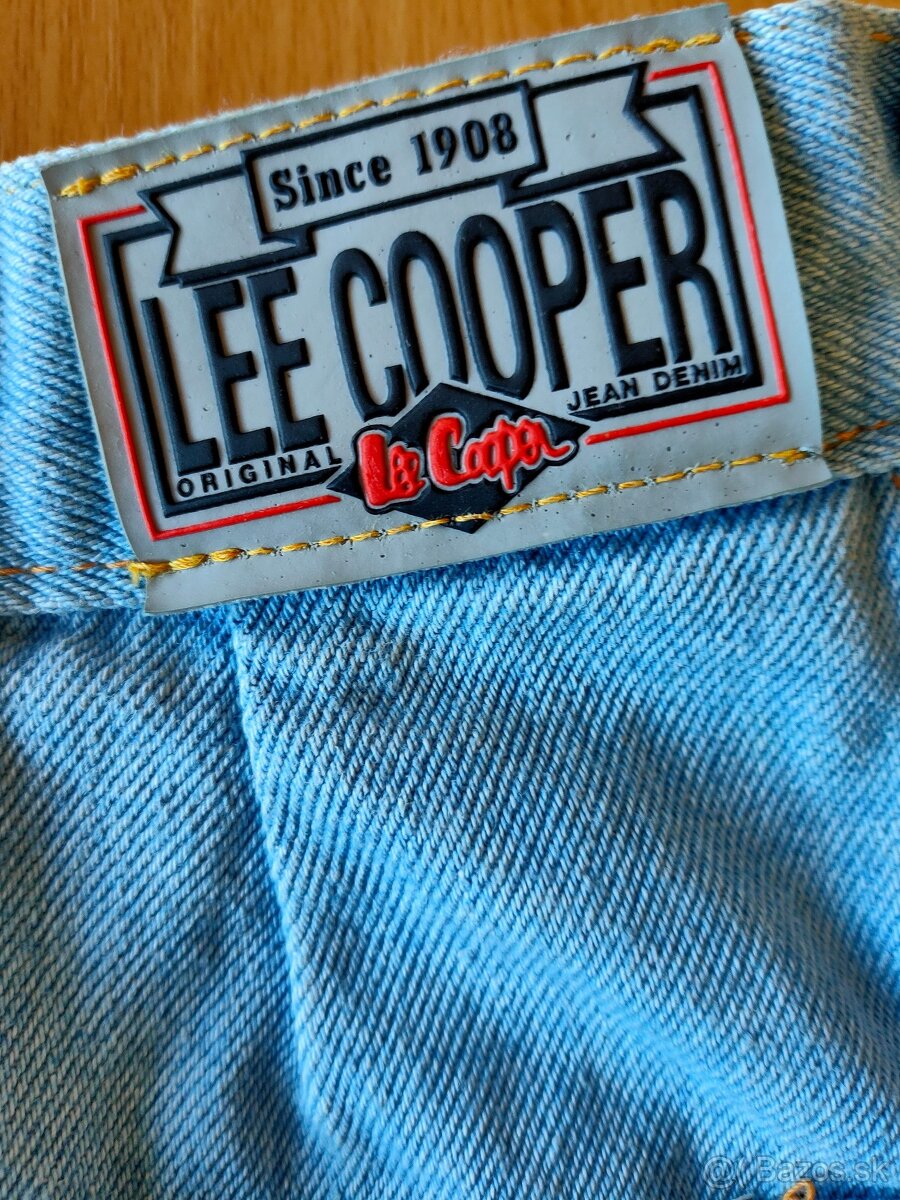 Since 1908
LEE COOPER
ORIGINAL
JEAN DENIM
Lee Cooper
@ Bazos.sk